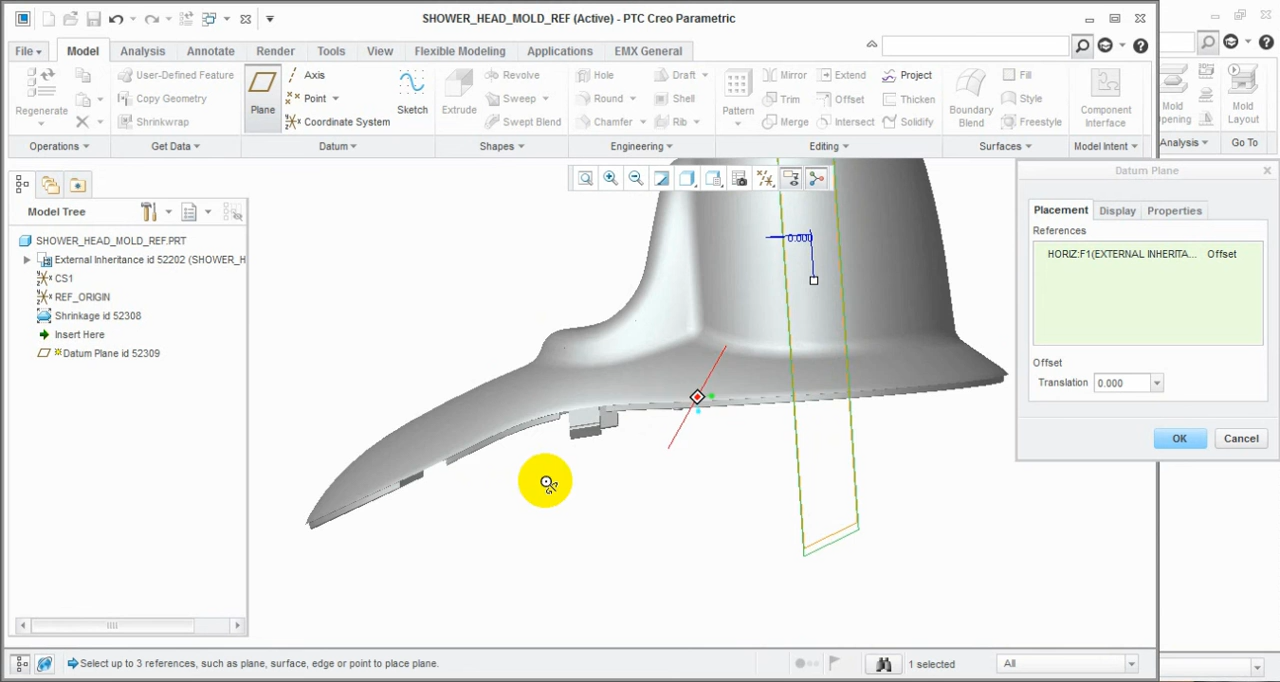 SHOWER_HEAD_MOLD_REF (Active) - PTC Creo Parametric
File Model Analysis Annotate Render Tools View Flexible Modeling Applications EMX General
Regenerate
User-Defined Feature
Copy Geometry
Shrinkwrap
Plane
Axis
Point
Coordinate System
Sketch
Extrude
Revolve
Sweep
Swept Blend
Hole
Round
Chamfer
Draft
Shell
Rib
Pattern
Mirror
Trim
Merge
Extend
Offset
Intersect
Project
Thicken
Solidify
Boundary
Blend
Fill
Style
Freestyle
Component
Interface
Mold
Opening
Mold
Layout
Operations Get Data Datum Shapes Engineering Editing Surfaces Model Intent Analysis Go To
Model Tree
SHOWER_HEAD_MOLD_REF.PRT
External Inheritance id 52202 (SHOWER_H
CS1
REF_ORIGIN
Shrinkage id 52308
Insert Here
Datum Plane id 52309
0.000
Datum Plane
Placement Display Properties
References
HORIZ:F1(EXTERNAL INHERITA... Offset
Offset
Translation 0.000
OK Cancel
Select up to 3 references, such as plane, surface, edge or point to place plane.
1 selected
All